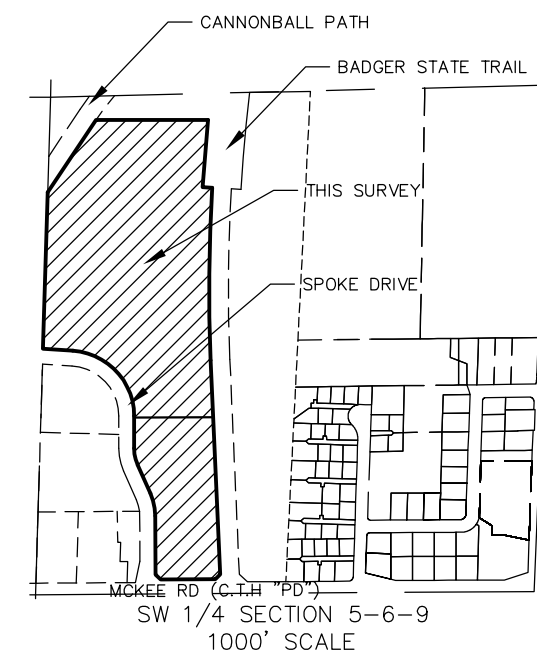 CANNONBALL PATH
BADGER STATE TRAIL
THIS SURVEY
SPOKE DRIVE
MCKEE RD (C.T.H "PD")
SW 1/4 SECTION 5-6-9
1000' SCALE